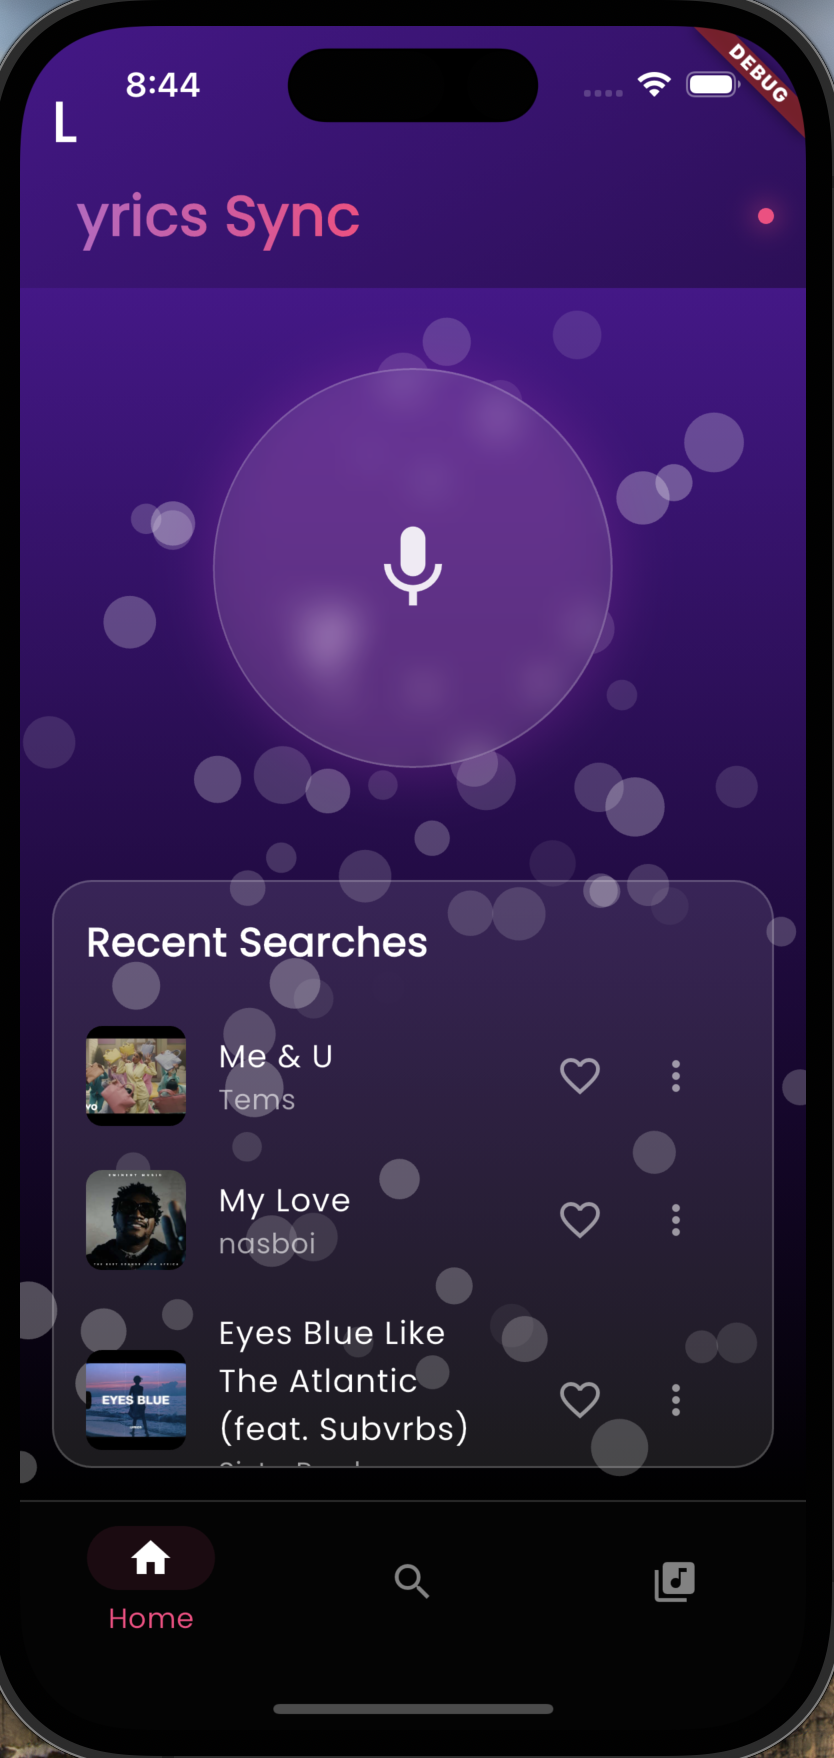 8:44
DEBUG
L
yrics Sync
Recent Searches
Me & U
Tems
My Love
nasboi
EYES BLUE
Eyes Blue Like
The Atlantic
(feat. Subvrbs)
Home